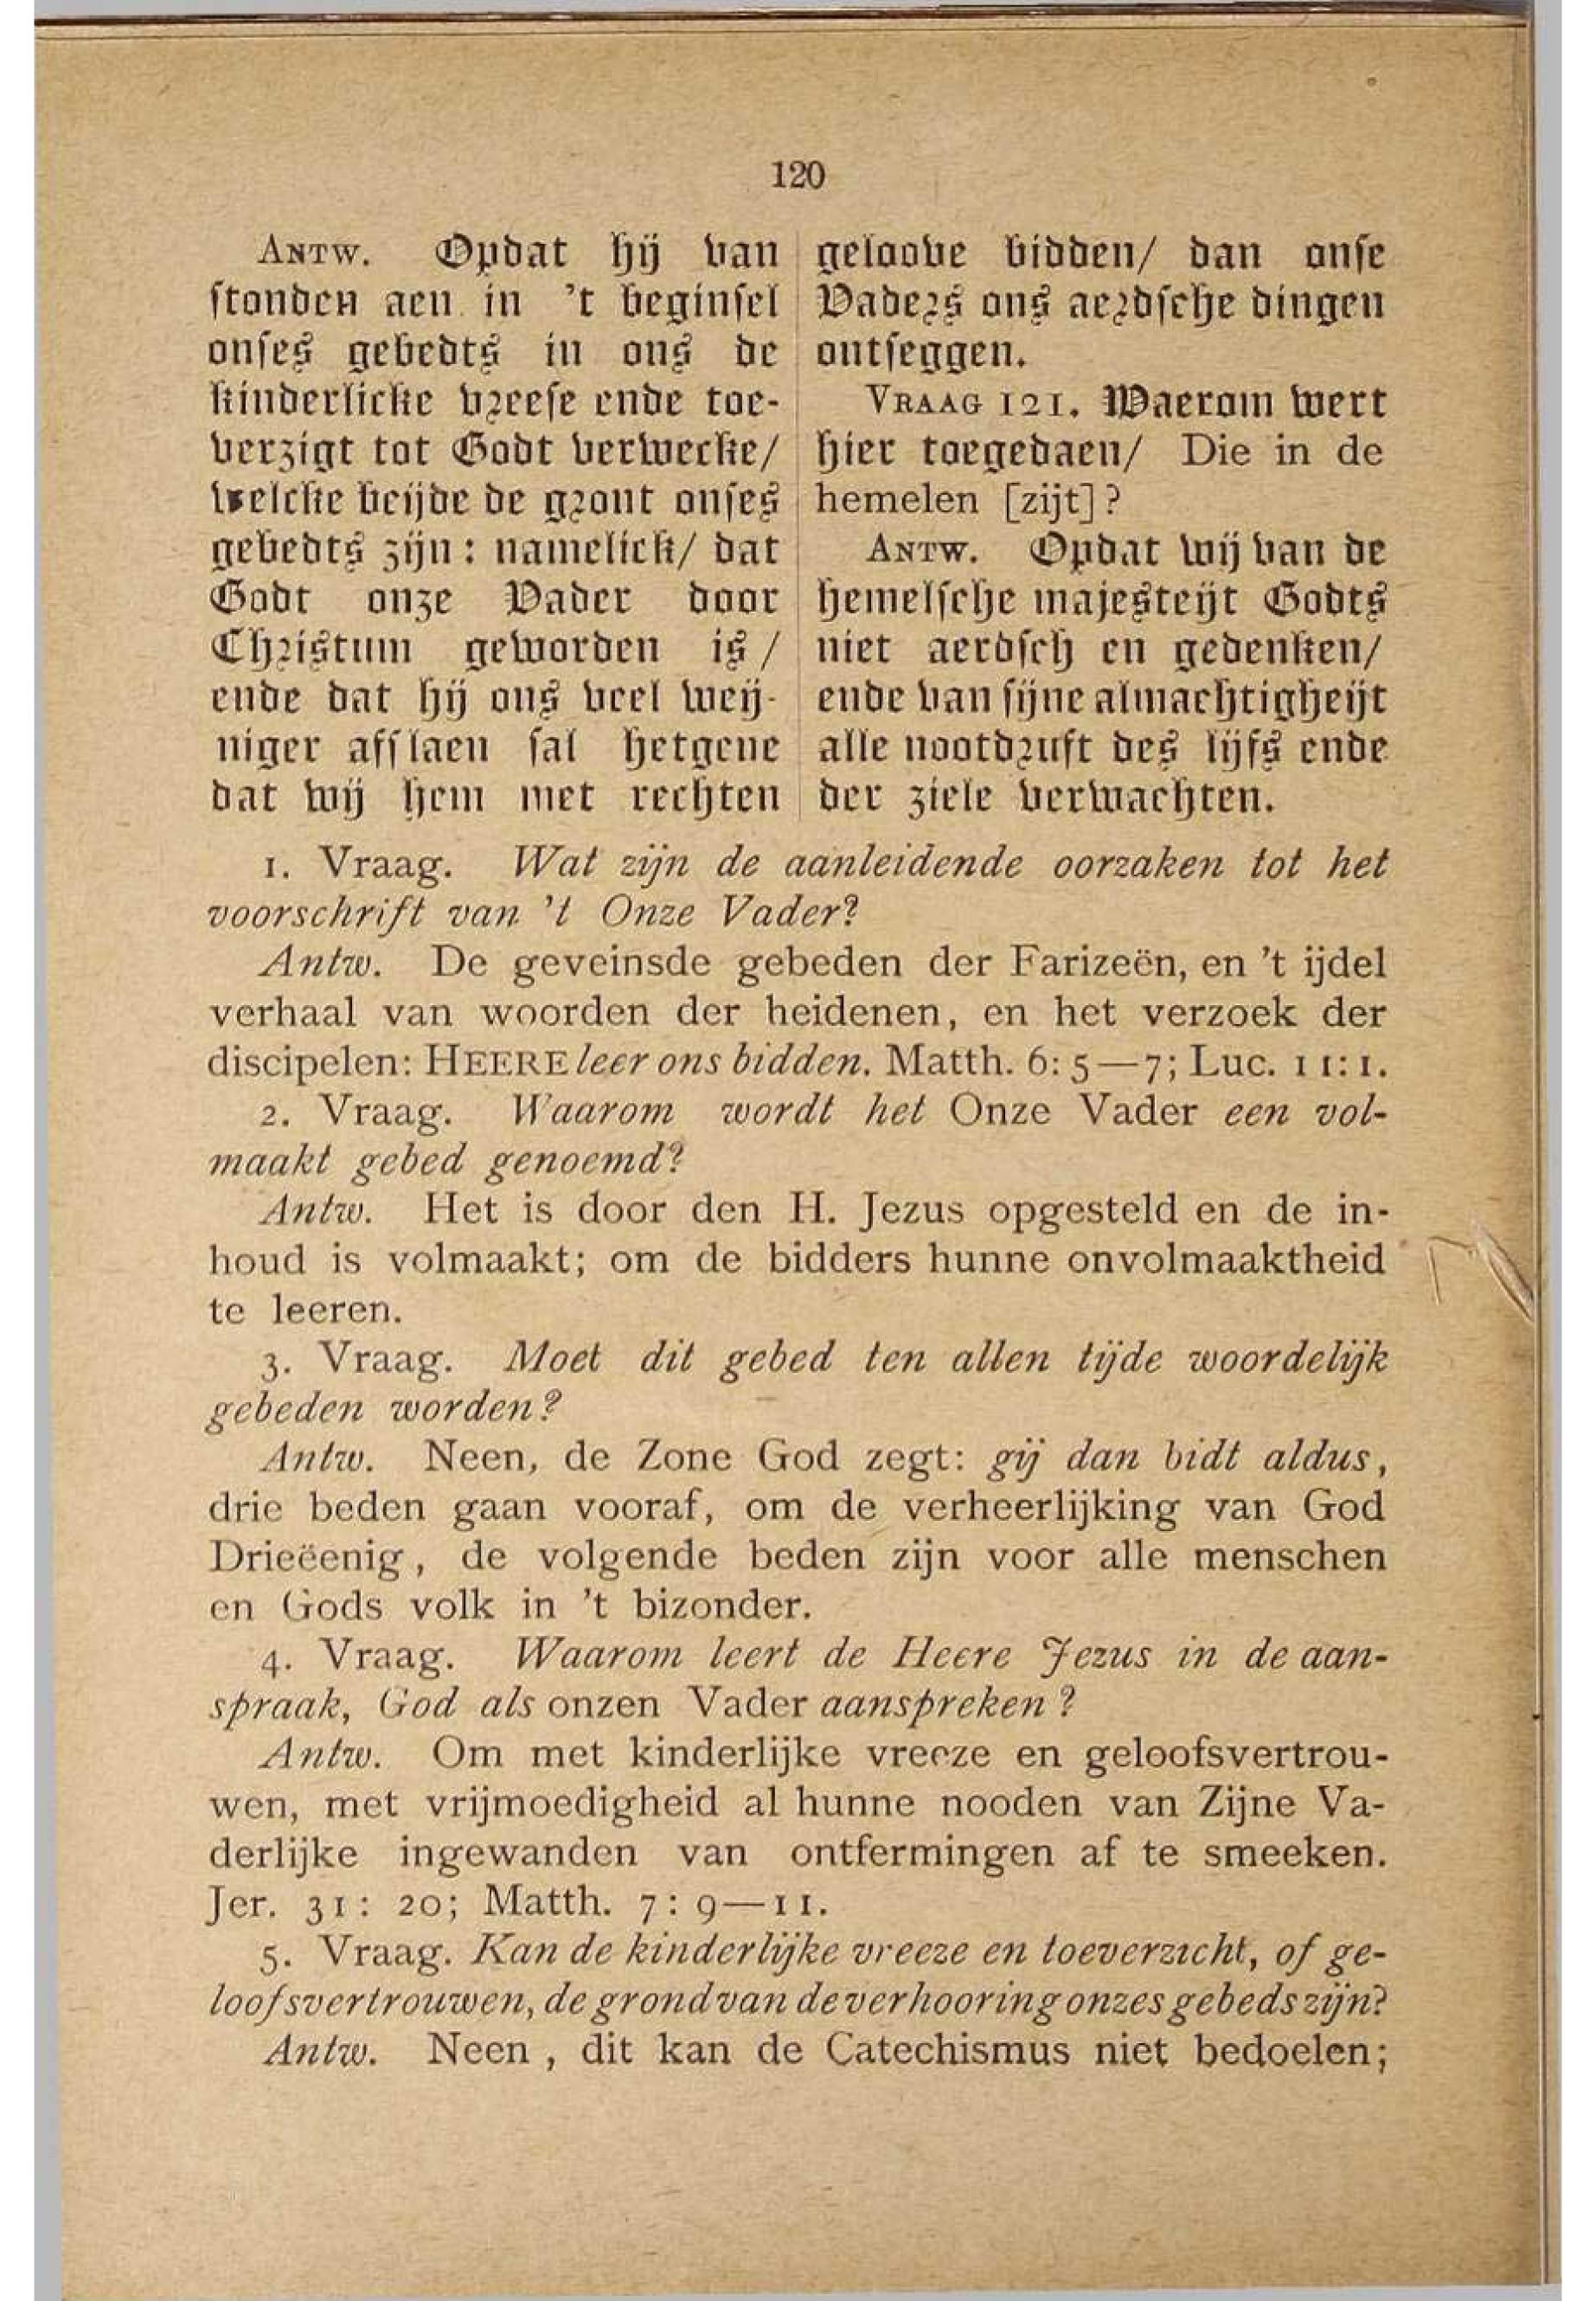 120
ANTW. Opdat hij van
stonden aen in 't beginsel
onses gebedts in ons de
kinderlicke vreese ende toe-
verzigt tot Godt verwecke/
welcke beijde de gront onses
gebedts zijn: namelick/ dat
Godt onze Vader door
Christum geworden is/
ende dat hij ons veel weij-
niger afslaen sal hetgene
dat wij hem met rechten
geloove bidden/ dan onse
Vaders ons aerdsche dingen
ontseggen.
VRAAG 121. Waerom wert
hier toegedaen/ Die in de
hemelen [zijt]?
ANTW. Opdat wij van de
hemelsche majesteijt Godts
niet aerdsch en gedenken/
ende van sijne almachtigheijt
alle nootdruft des lijfs ende
der ziele verwachten.
1. Vraag. Wat zijn de aanleidende oorzaken tot het
voorschrift van 't Onze Vader?
Antw. De geveinsde gebeden der Farizeën, en 't ijdel
verhaal van woorden der heidenen, en het verzoek der
discipelen: HEERE leer ons bidden. Matth. 6: 5—7; Luc. 11: 1.
2. Vraag. Waarom wordt het Onze Vader een vol-
maakt gebed genoemd?
Antw. Het is door den H. Jezus opgesteld en de in-
houd is volmaakt; om de bidders hunne onvolmaaktheid
te leeren.
3. Vraag. Moet dit gebed ten allen tijde woordelijk
gebeden worden?
Antw. Neen, de Zone God zegt: gij dan bidt aldus,
drie beden gaan vooraf, om de verheerlijking van God
Drieëenig, de volgende beden zijn voor alle menschen
en Gods volk in 't bizonder.
4. Vraag. Waarom leert de Heere Jezus in de aan-
spraak, God als onzen Vader aanspreken?
Antw. Om met kinderlijke vreeze en geloofsvertrou-
wen, met vrijmoedigheid al hunne nooden van Zijne Va-
derlijke ingewanden van ontfermingen af te smeeken.
Jer. 31: 20; Matth. 7: 9—11.
5. Vraag. Kan de kinderlijke vreeze en toeverzicht, of ge-
loofsvertrouwen, de grond van de verhooring onzes gebeds zijn?
Antw. Neen, dit kan de Catechismus niet bedoelen;